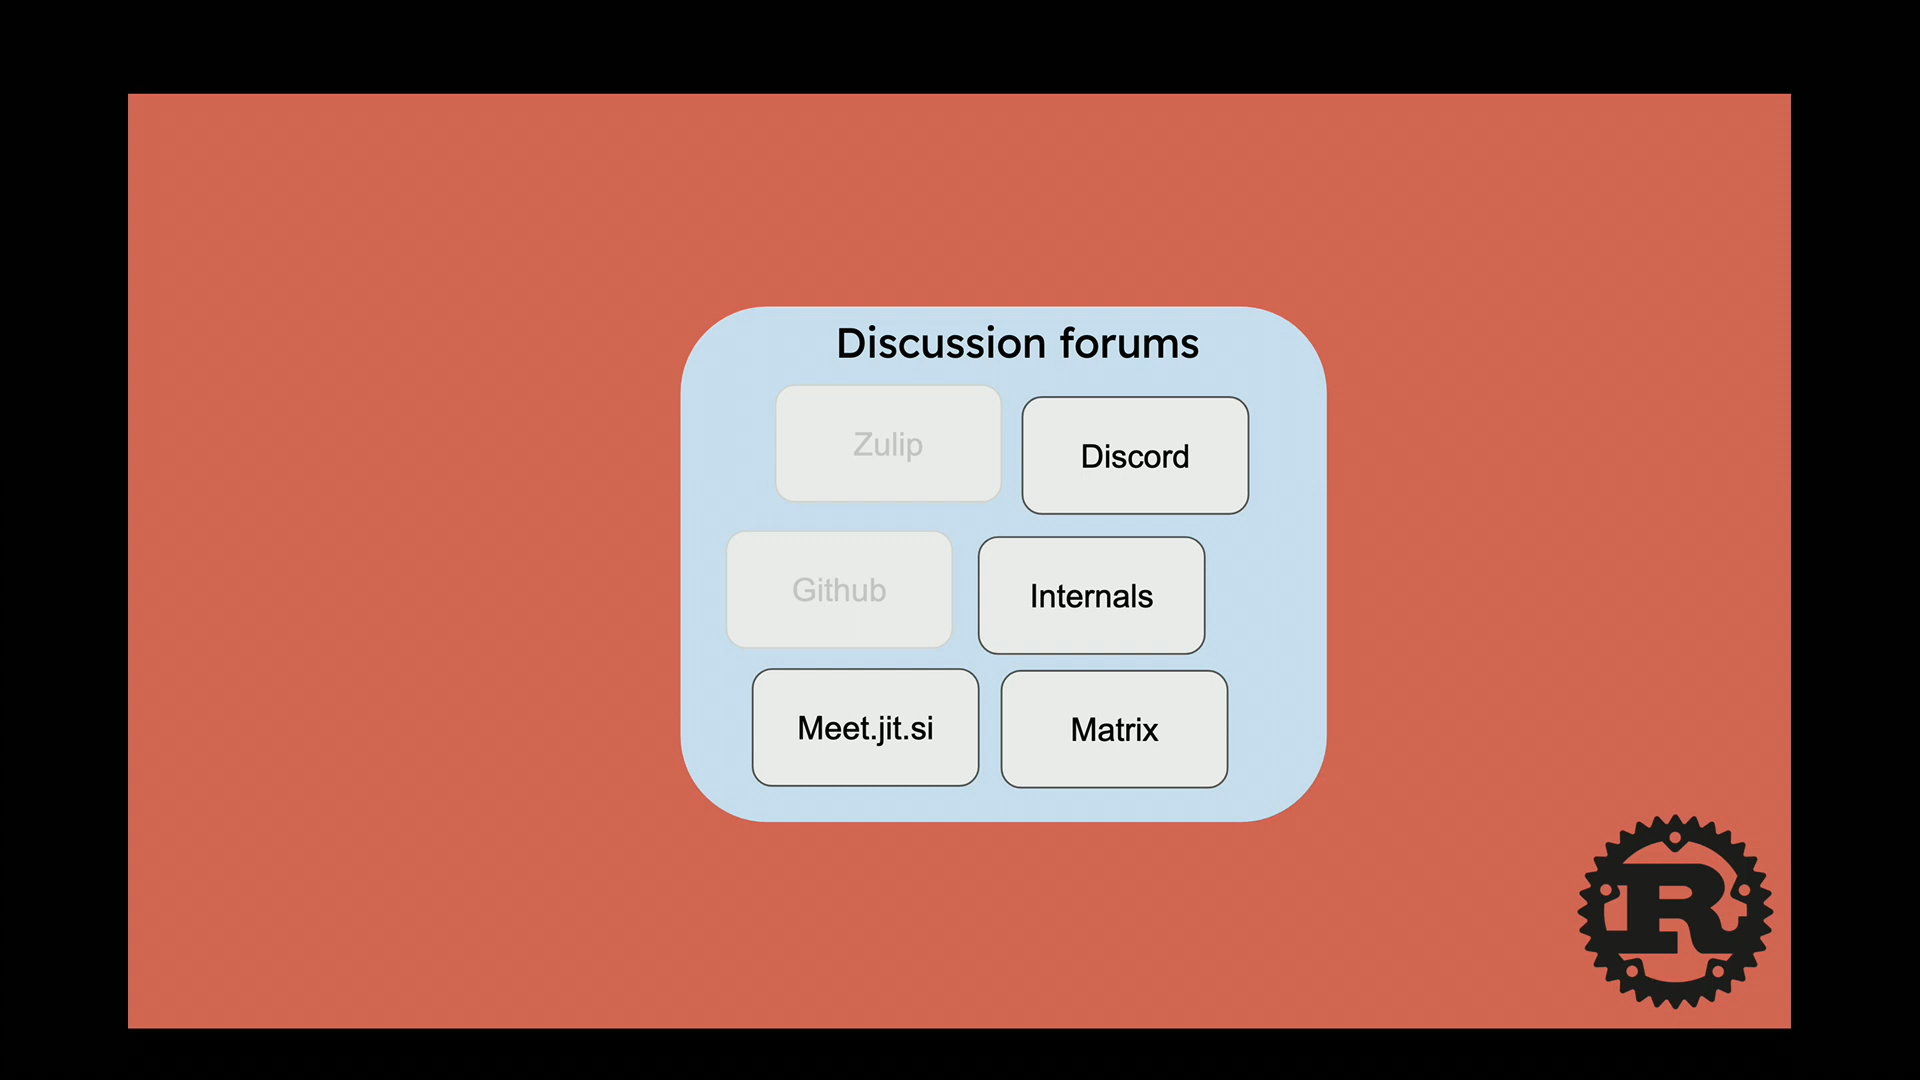 Discussion forums
Zulip
Discord
Github
Internals
Meet.jit.si
Matrix
R